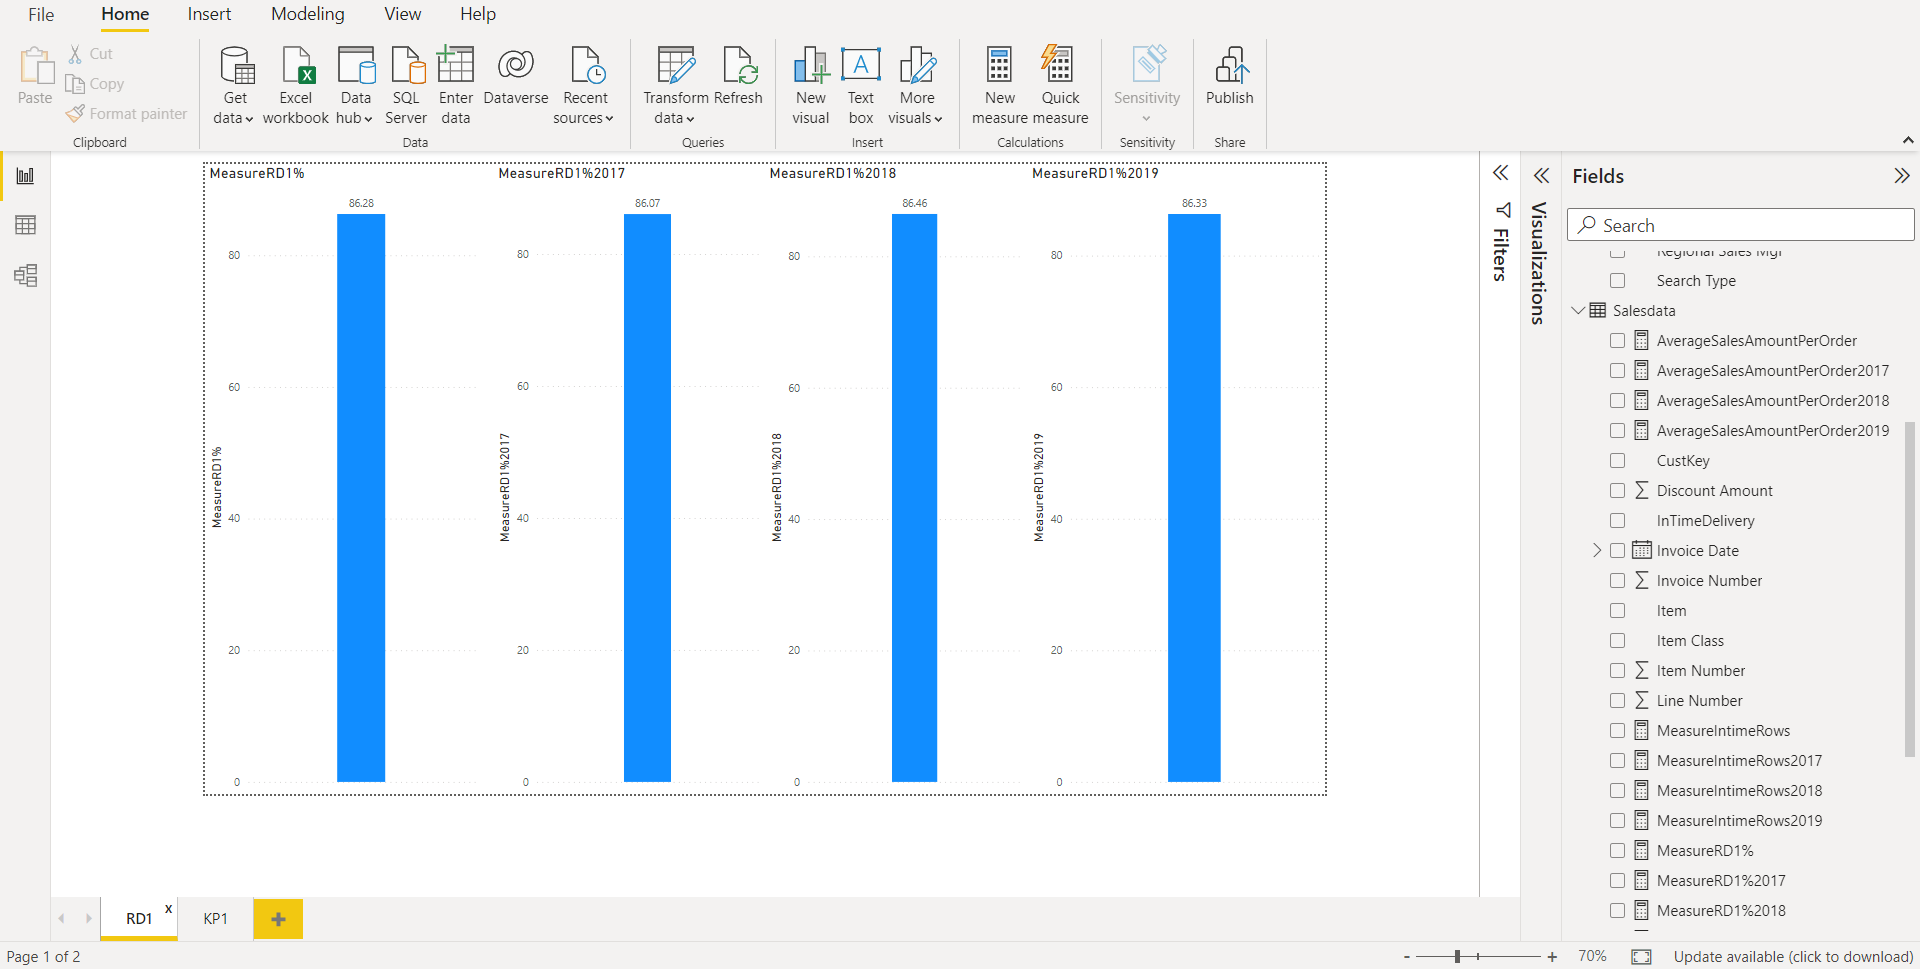 File Home Insert Modeling View Help
Paste
Cut
Copy
Format painter
Clipboard
Get data
Excel workbook
Data hub
SQL Server
Enter data
Dataverse
Recent sources
Data
Transform data
Refresh
Queries
New visual
Text box
More visuals
Insert
New measure
Quick measure
Calculations
Sensitivity
Sensitivity
Publish
Share
MeasureRD1%
86.28
80
60
40
20
0
MeasureRD1%
MeasureRD1%2017
86.07
80
60
40
20
0
MeasureRD1%2017
MeasureRD1%2018
86.46
80
60
40
20
0
MeasureRD1%2018
MeasureRD1%2019
86.33
80
60
40
20
0
MeasureRD1%2019
Filters
Visualizations
Fields
Search
Regional Sales Mgr
Search Type
Salesdata
AverageSalesAmountPerOrder
AverageSalesAmountPerOrder2017
AverageSalesAmountPerOrder2018
AverageSalesAmountPerOrder2019
CustKey
Discount Amount
InTimeDelivery
Invoice Date
Invoice Number
Item
Item Class
Item Number
Line Number
MeasureIntimeRows
MeasureIntimeRows2017
MeasureIntimeRows2018
MeasureIntimeRows2019
MeasureRD1%
MeasureRD1%2017
MeasureRD1%2018
RD1 x
KP1
+
Page 1 of 2
- + 70%
Update available (click to download)